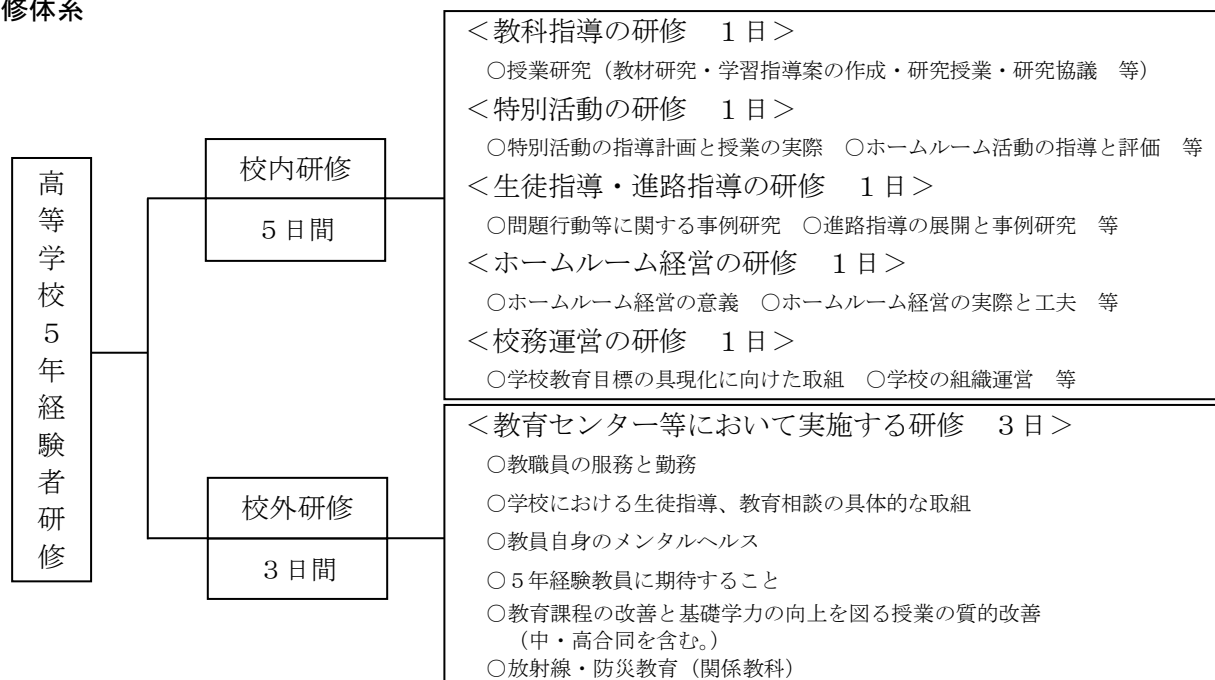 修体系
高等学校5年経験者研修
校内研修
5日間
＜教科指導の研修　１日＞
○授業研究（教材研究・学習指導案の作成・研究授業・研究協議　等）
＜特別活動の研修　１日＞
○特別活動の指導計画と授業の実際　○ホームルーム活動の指導と評価　等
＜生徒指導・進路指導の研修　１日＞
○問題行動等に関する事例研究　○進路指導の展開と事例研究　等
＜ホームルーム経営の研修　１日＞
○ホームルーム経営の意義　○ホームルーム経営の実際と工夫　等
＜校務運営の研修　１日＞
○学校教育目標の具現化に向けた取組　○学校の組織運営　等
校外研修
３日間
＜教育センター等において実施する研修　３日＞
○教職員の服務と勤務
○学校における生徒指導、教育相談の具体的な取組
○教員自身のメンタルヘルス
○５年経験教員に期待すること
○教育課程の改善と基礎学力の向上を図る授業の質的改善
（中・高合同を含む。）
○放射線・防災教育（関係教科）